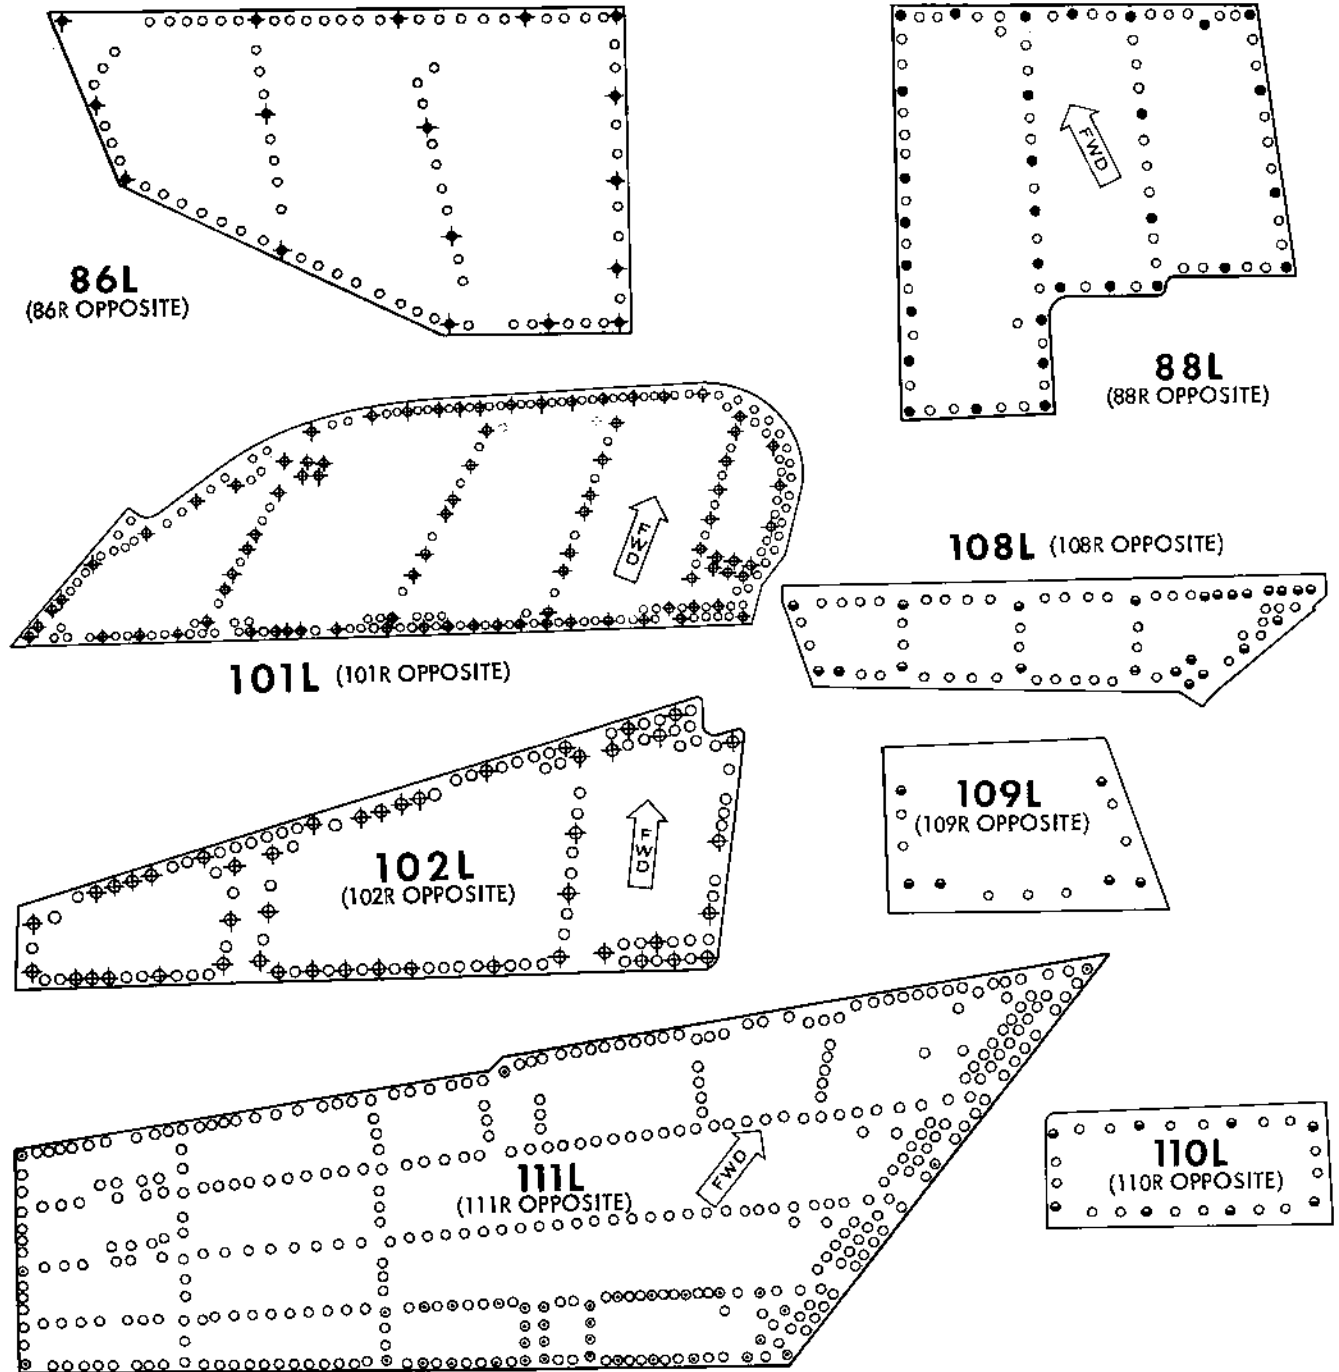 86L
(86R OPPOSITE)
FWD
88L
(88R OPPOSITE)
FWD
101L (101R OPPOSITE)
108L (108R OPPOSITE)
FWD
102L
(102R OPPOSITE)
109L
(109R OPPOSITE)
FWD
111L
(111R OPPOSITE)
110L
(110R OPPOSITE)